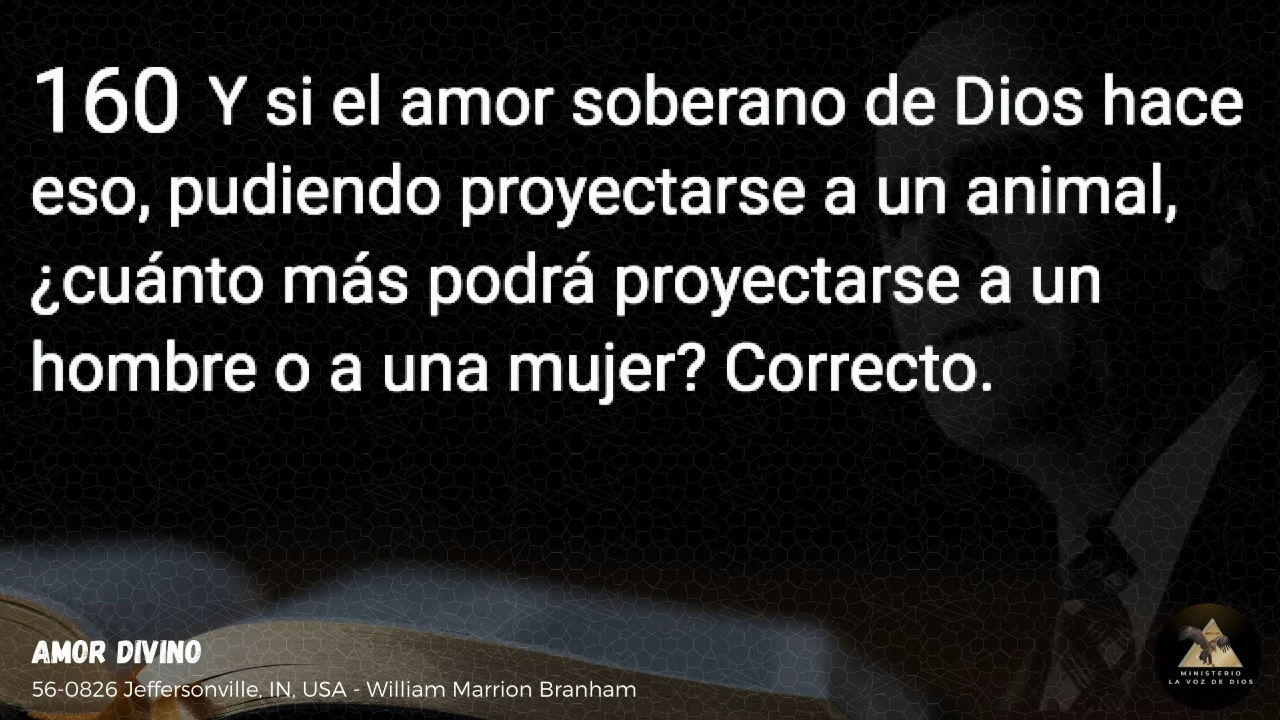 160 Y si el amor soberano de Dios hace
eso, pudiendo proyectarse a un animal,
¿cuánto más podrá proyectarse a un
hombre o a una mujer? Correcto.
AMOR DIVINO
56-0826 Jeffersonville, IN, USA - William Marrion Branham
MINISTERIO
LA VOZ DE DIOS